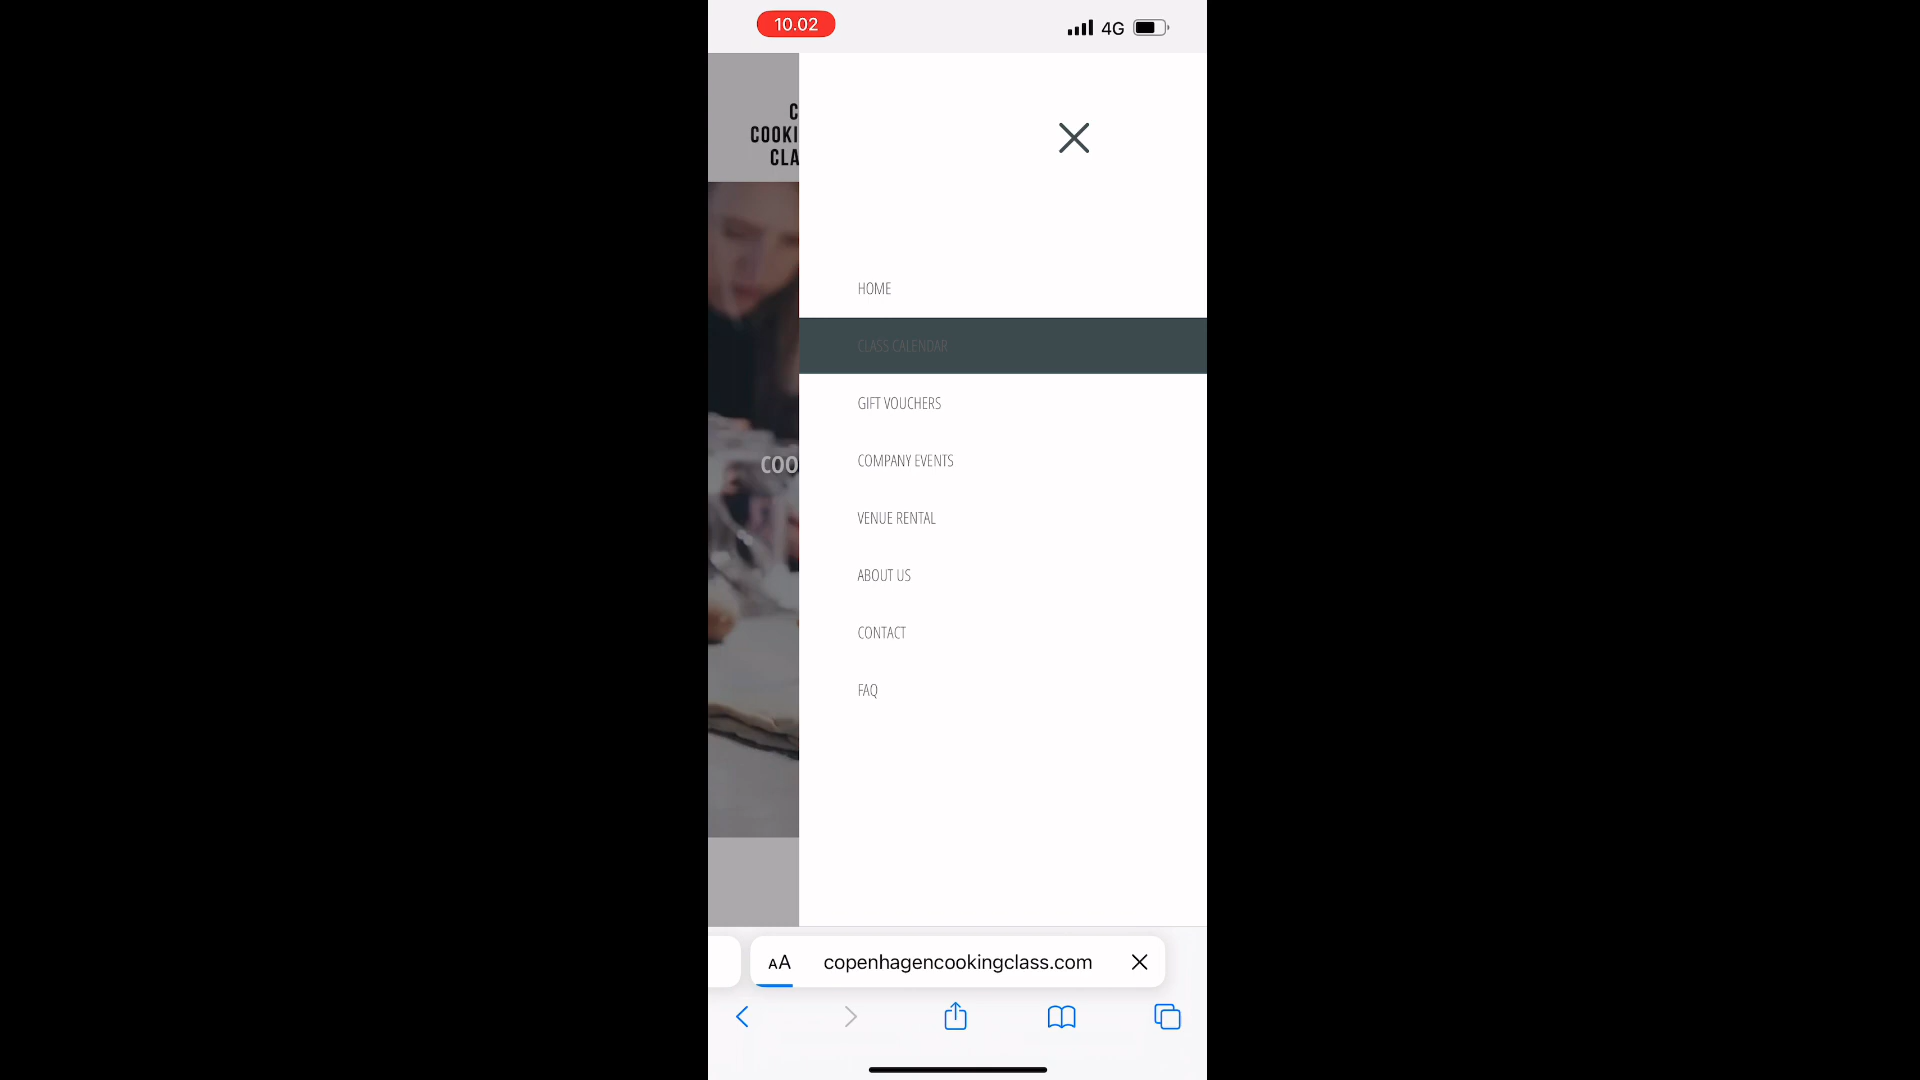 10.02
4G
C
COOKI
CLA
COO
HOME
CLASS CALENDAR
GIFT VOUCHERS
COMPANY EVENTS
VENUE RENTAL
ABOUT US
CONTACT
FAQ
AA
copenhagencookingclass.com